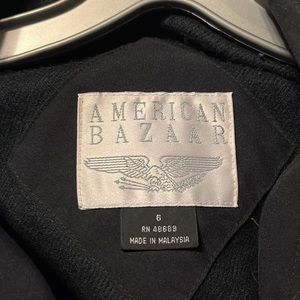 AMERICAN
BAZAAR
6
RN 48689
MADE IN MALAYSIA